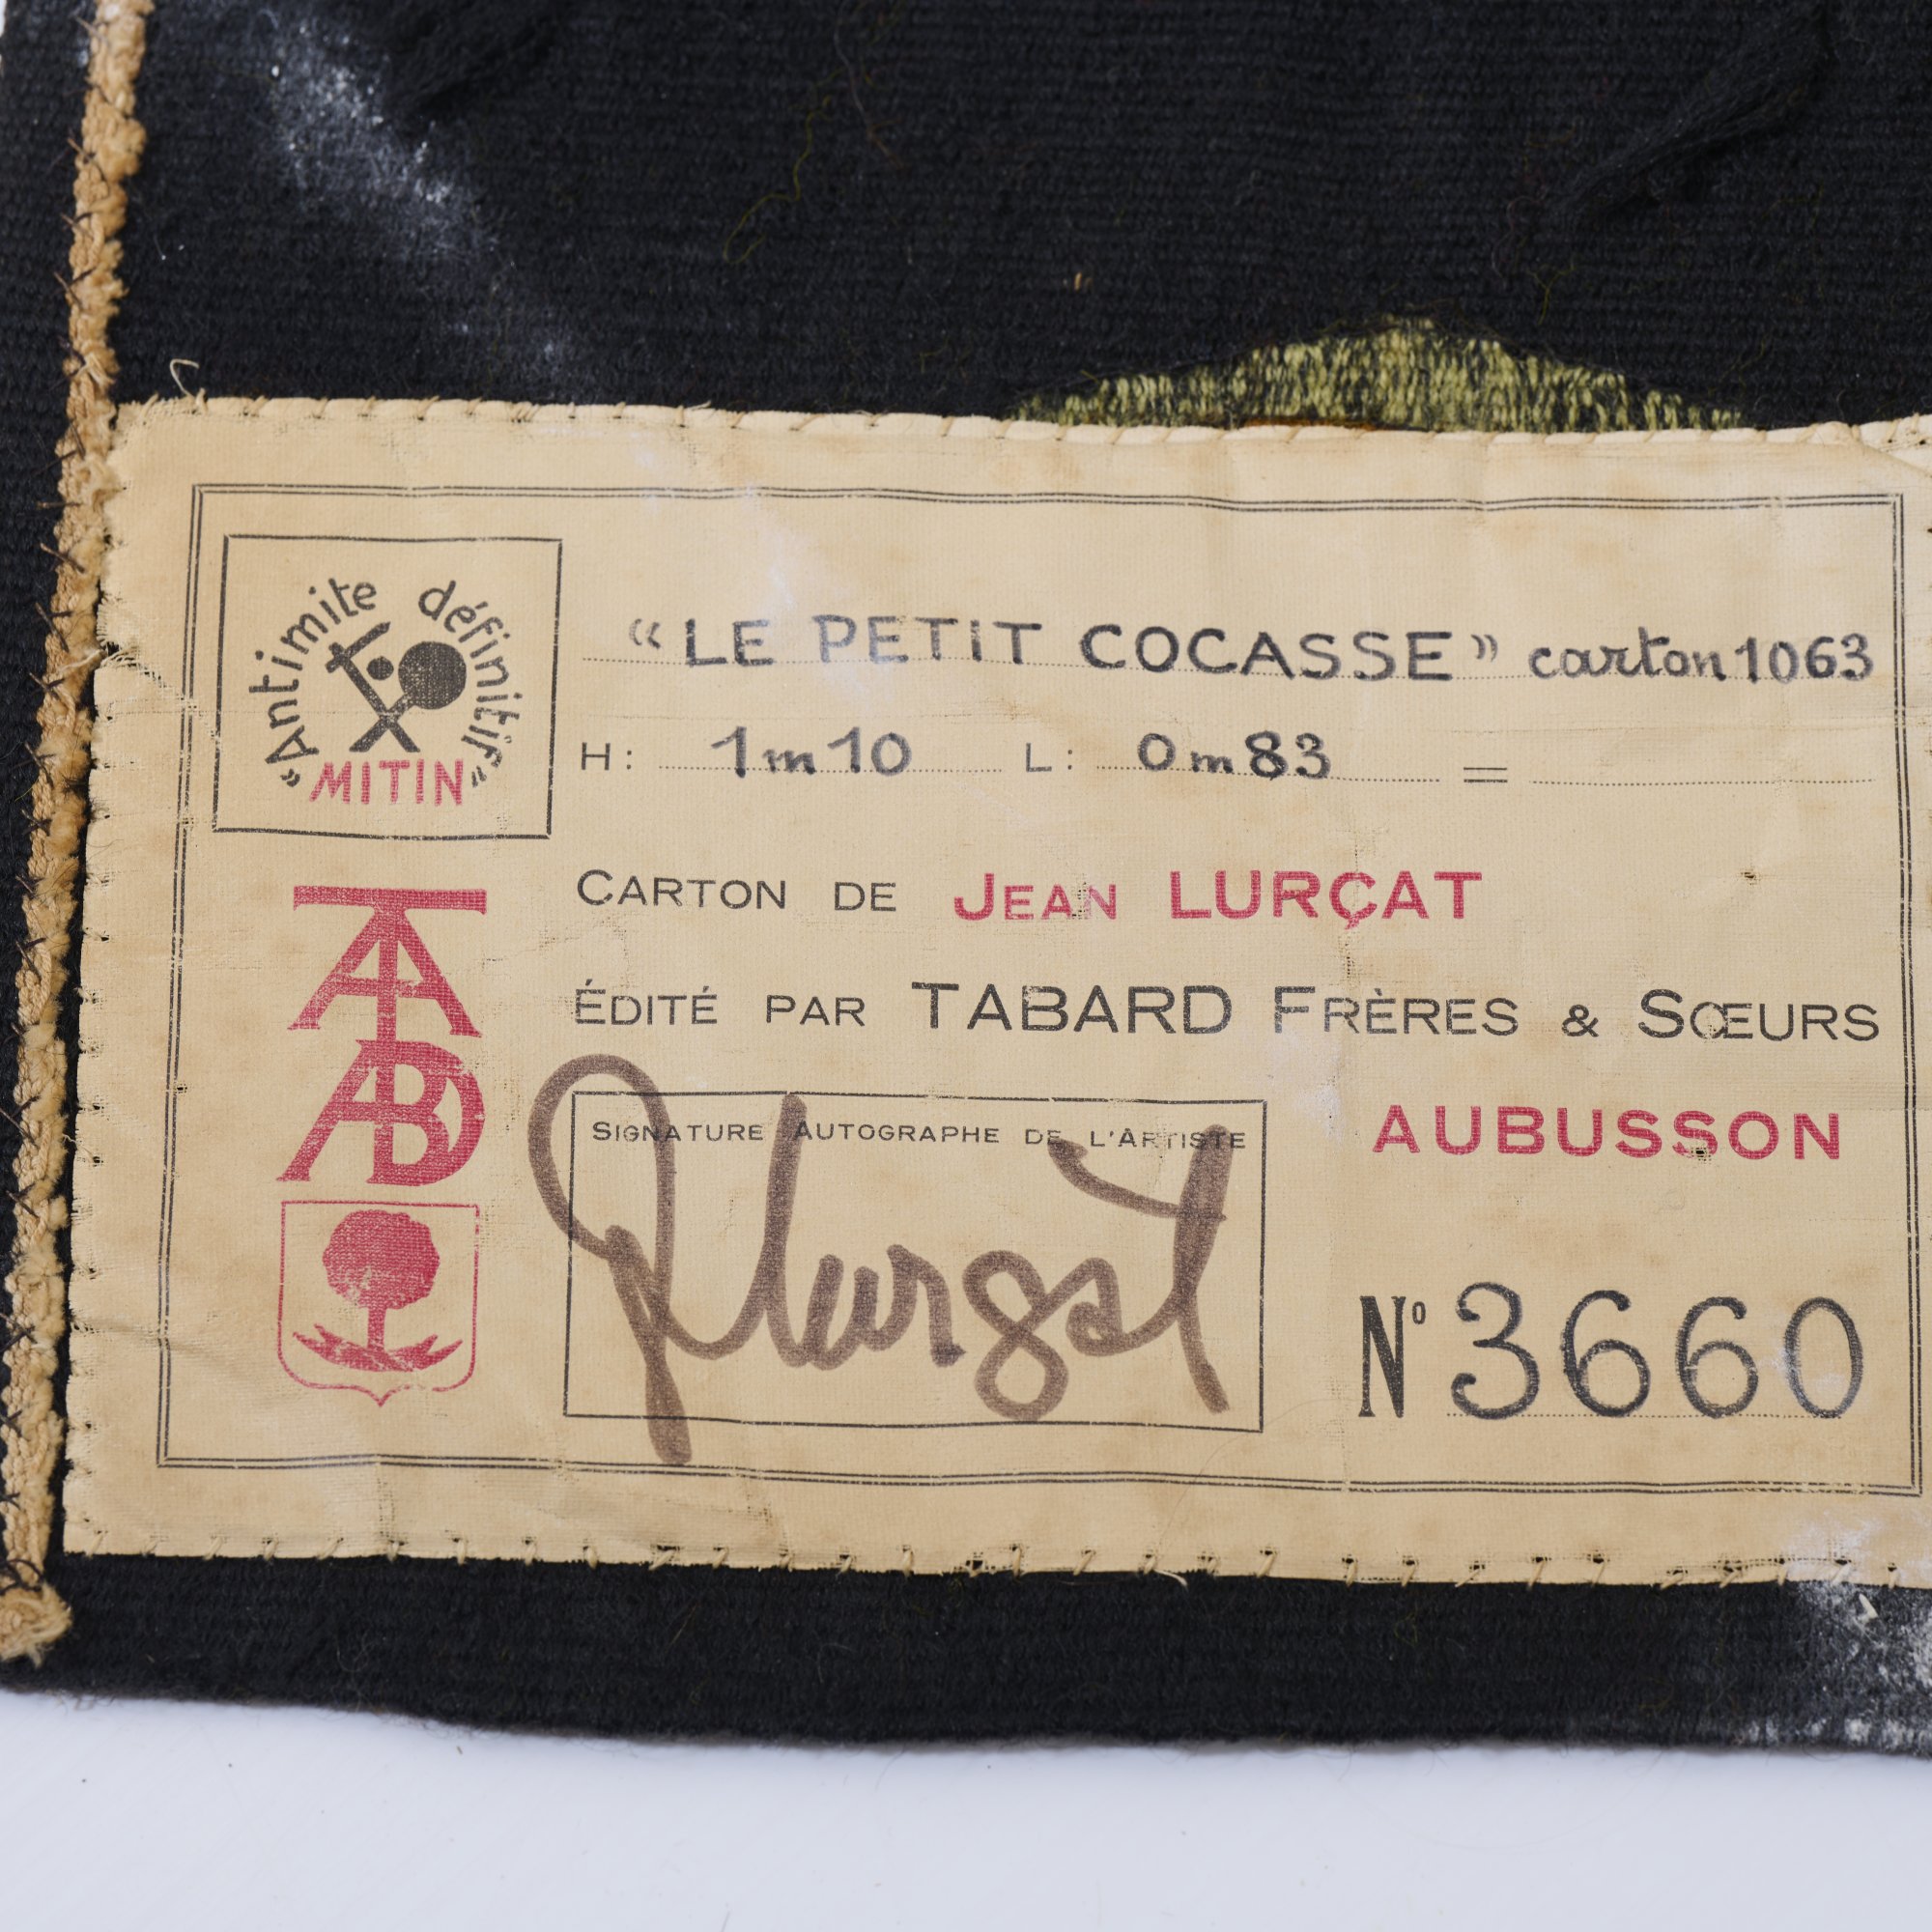 « Antimite définitif »
MITIN
« LE PETIT COCASSE » carton 1063
H: 1m10 L: 0m83 =
CARTON DE JEAN LURÇAT
ÉDITÉ PAR TABARD FRÈRES & SŒURS
AUBUSSON
TABARD
SIGNATURE AUTOGRAPHE DE L'ARTISTE
Lurçat
N° 3660